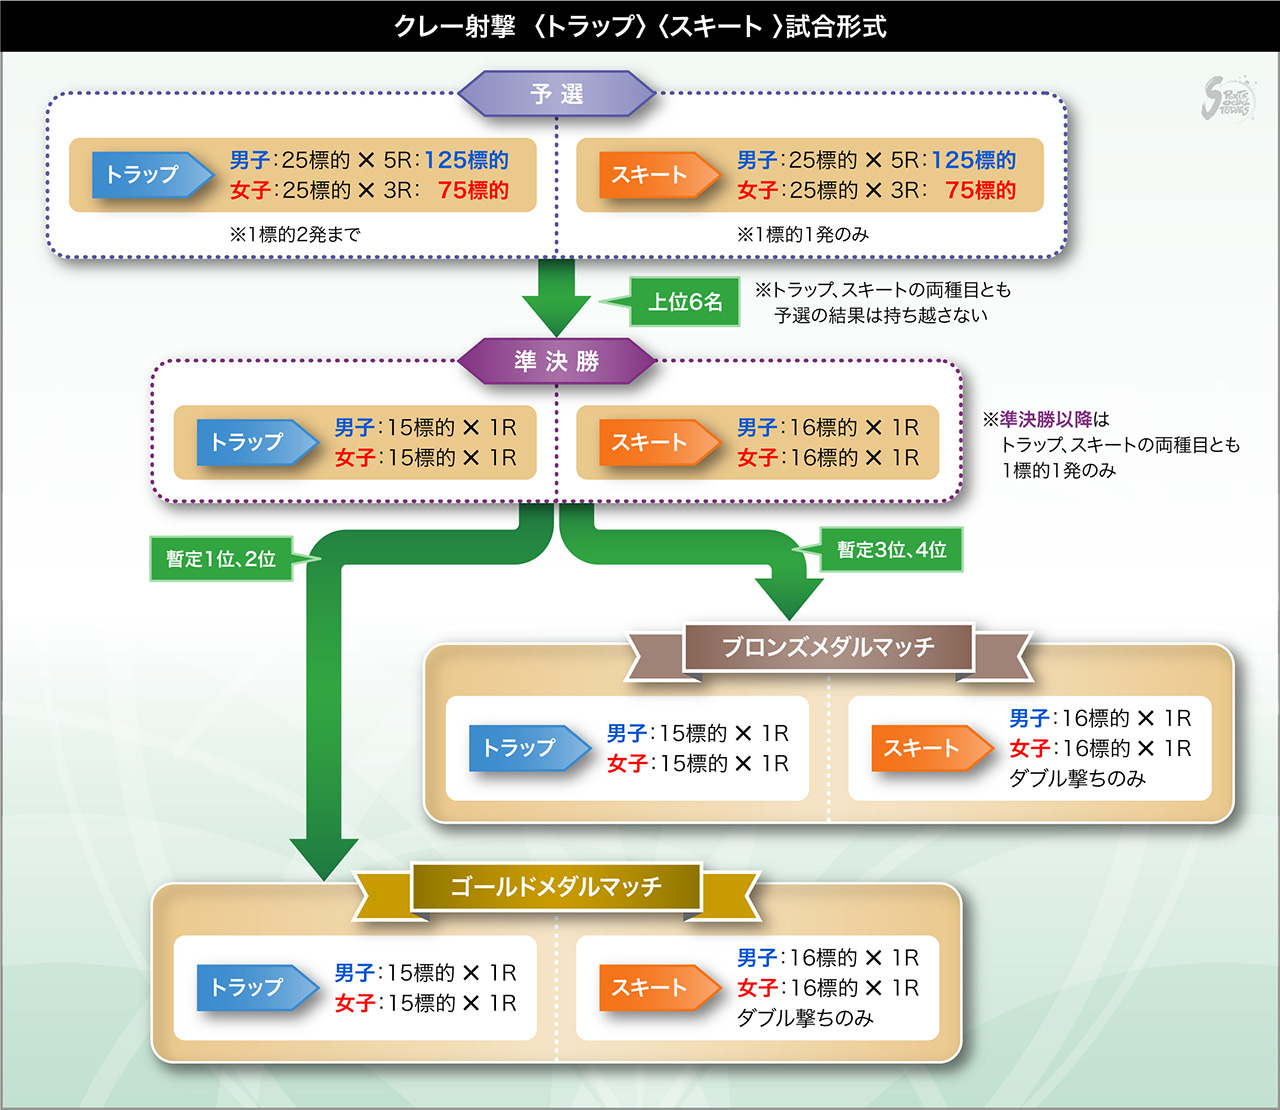 クレー射撃 〈トラップ〉〈スキート 〉試合形式
SPORTS SOCIAL TODAY'S
予 選
トラップ
男子：25標的 ✕ 5R：125標的
女子：25標的 ✕ 3R： 75標的
※1標的2発まで
スキート
男子：25標的 ✕ 5R：125標的
女子：25標的 ✕ 3R： 75標的
※1標的1発のみ
上位6名
※トラップ、スキートの両種目とも
予選の結果は持ち越さない
準 決 勝
トラップ
男子：15標的 ✕ 1R
女子：15標的 ✕ 1R
スキート
男子：16標的 ✕ 1R
女子：16標的 ✕ 1R
※準決勝以降は
トラップ、スキートの両種目とも
1標的1発のみ
暫定1位、2位
暫定3位、4位
ブロンズメダルマッチ
トラップ
男子：15標的 ✕ 1R
女子：15標的 ✕ 1R
スキート
男子：16標的 ✕ 1R
女子：16標的 ✕ 1R
ダブル撃ちのみ
ゴールドメダルマッチ
トラップ
男子：15標的 ✕ 1R
女子：15標的 ✕ 1R
スキート
男子：16標的 ✕ 1R
女子：16標的 ✕ 1R
ダブル撃ちのみ